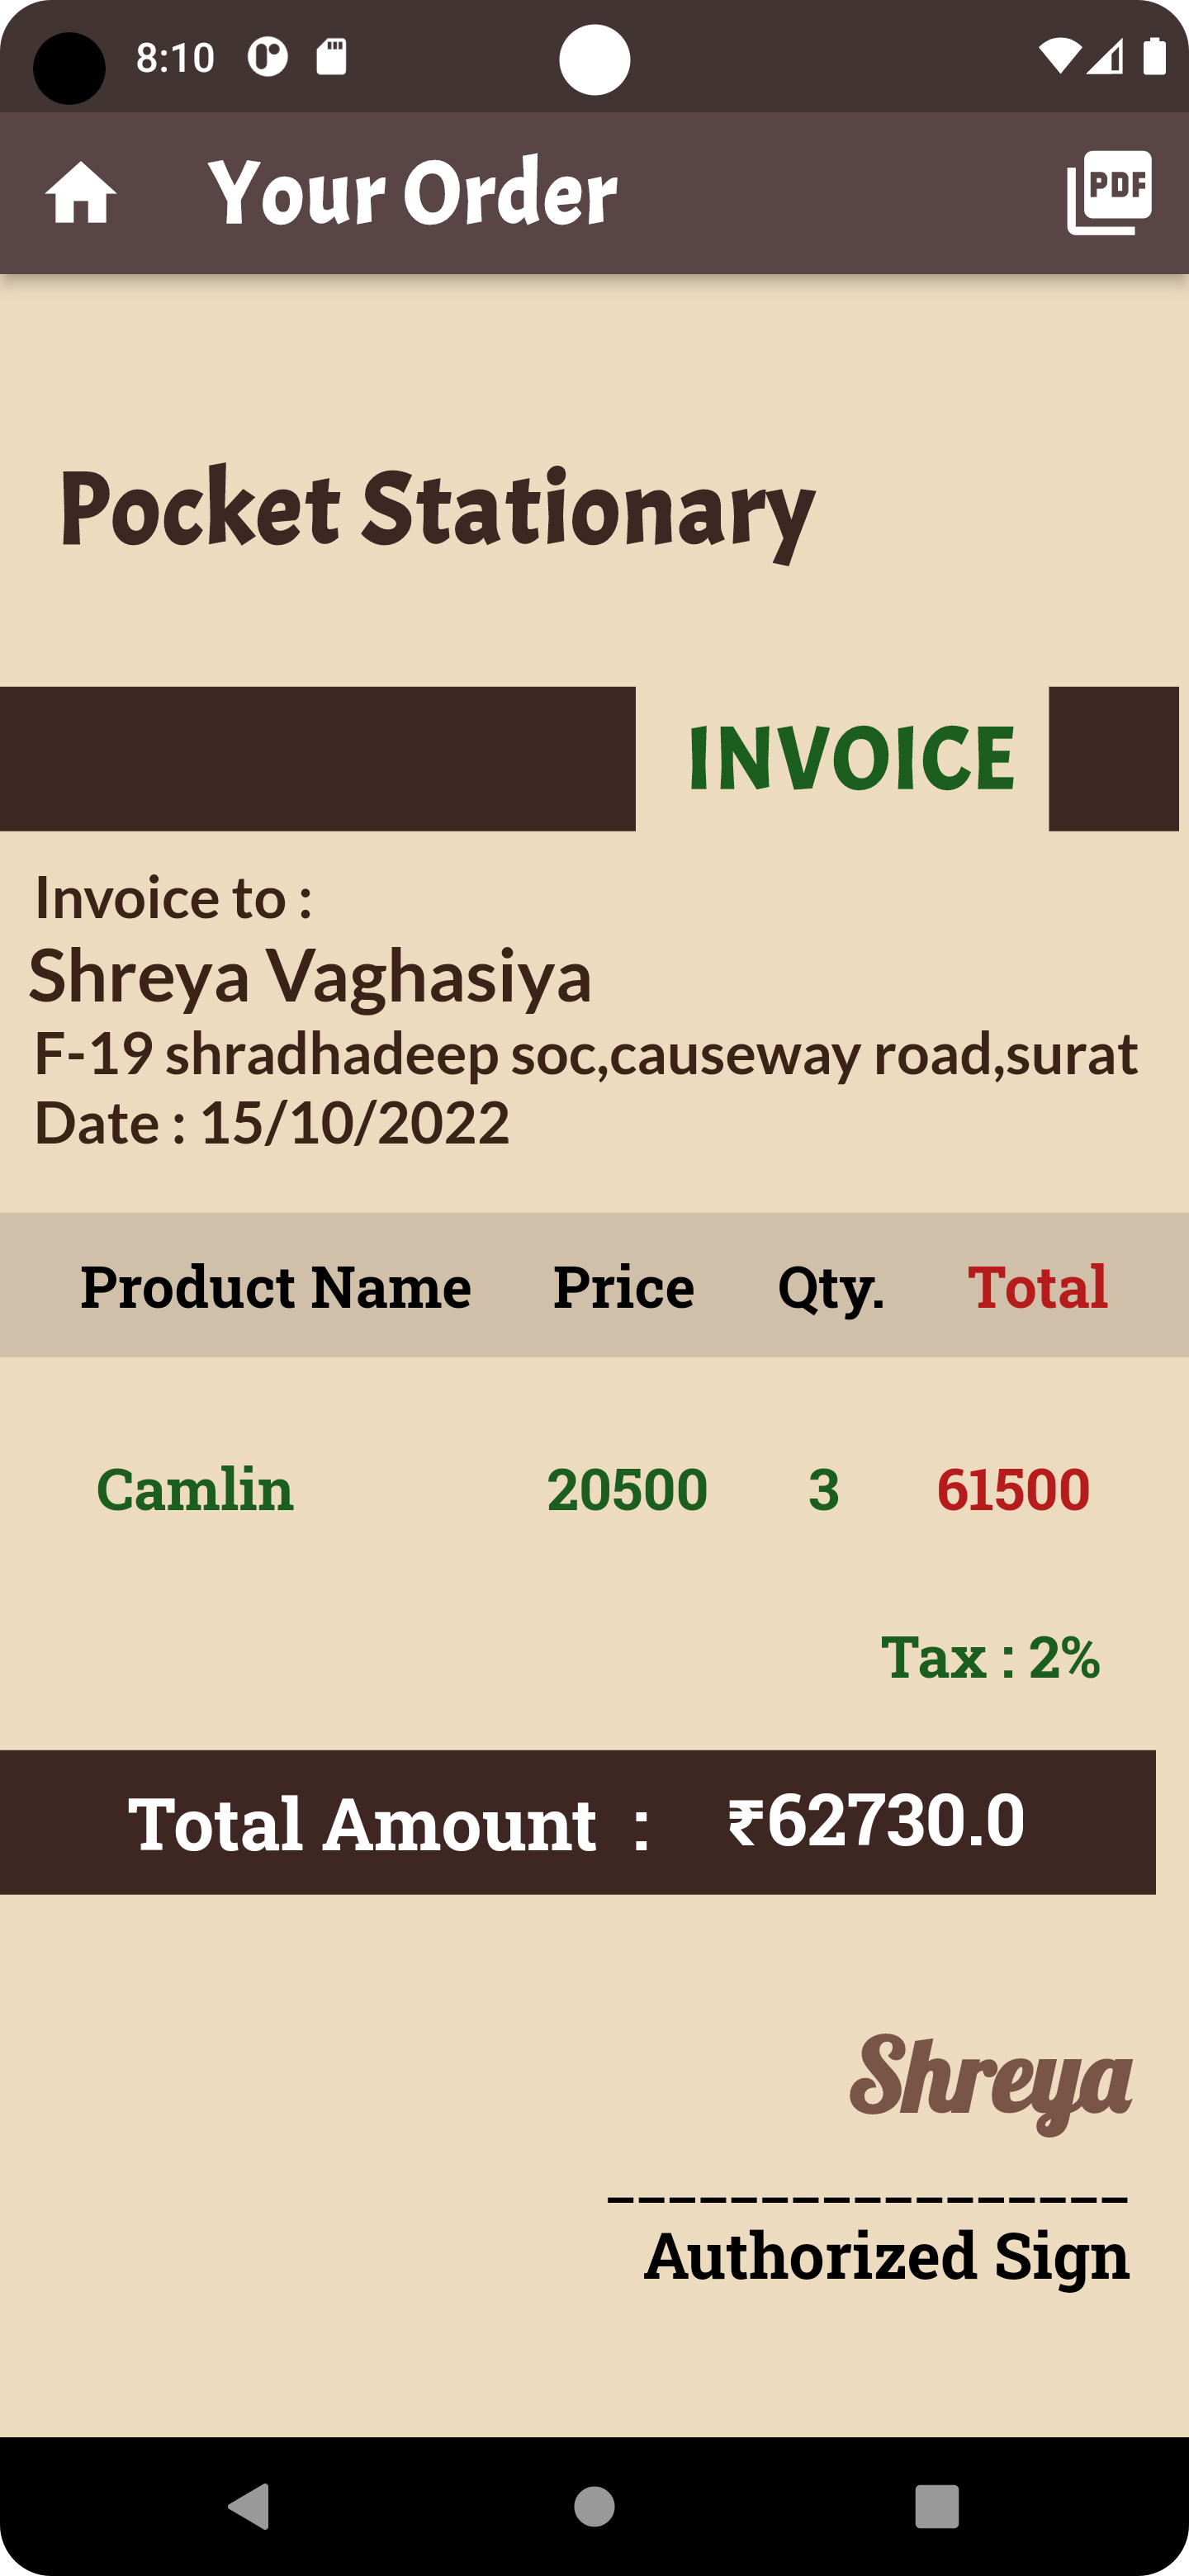 8:10
Your Order
PDF
Pocket Stationary
INVOICE
Invoice to :
Shreya Vaghasiya
F-19 shradhadeep soc,causeway road,surat
Date : 15/10/2022
Product Name Price Qty. Total
Camlin 20500 3 61500
Tax : 2%
Total Amount : ₹62730.0
Shreya
_________________
Authorized Sign